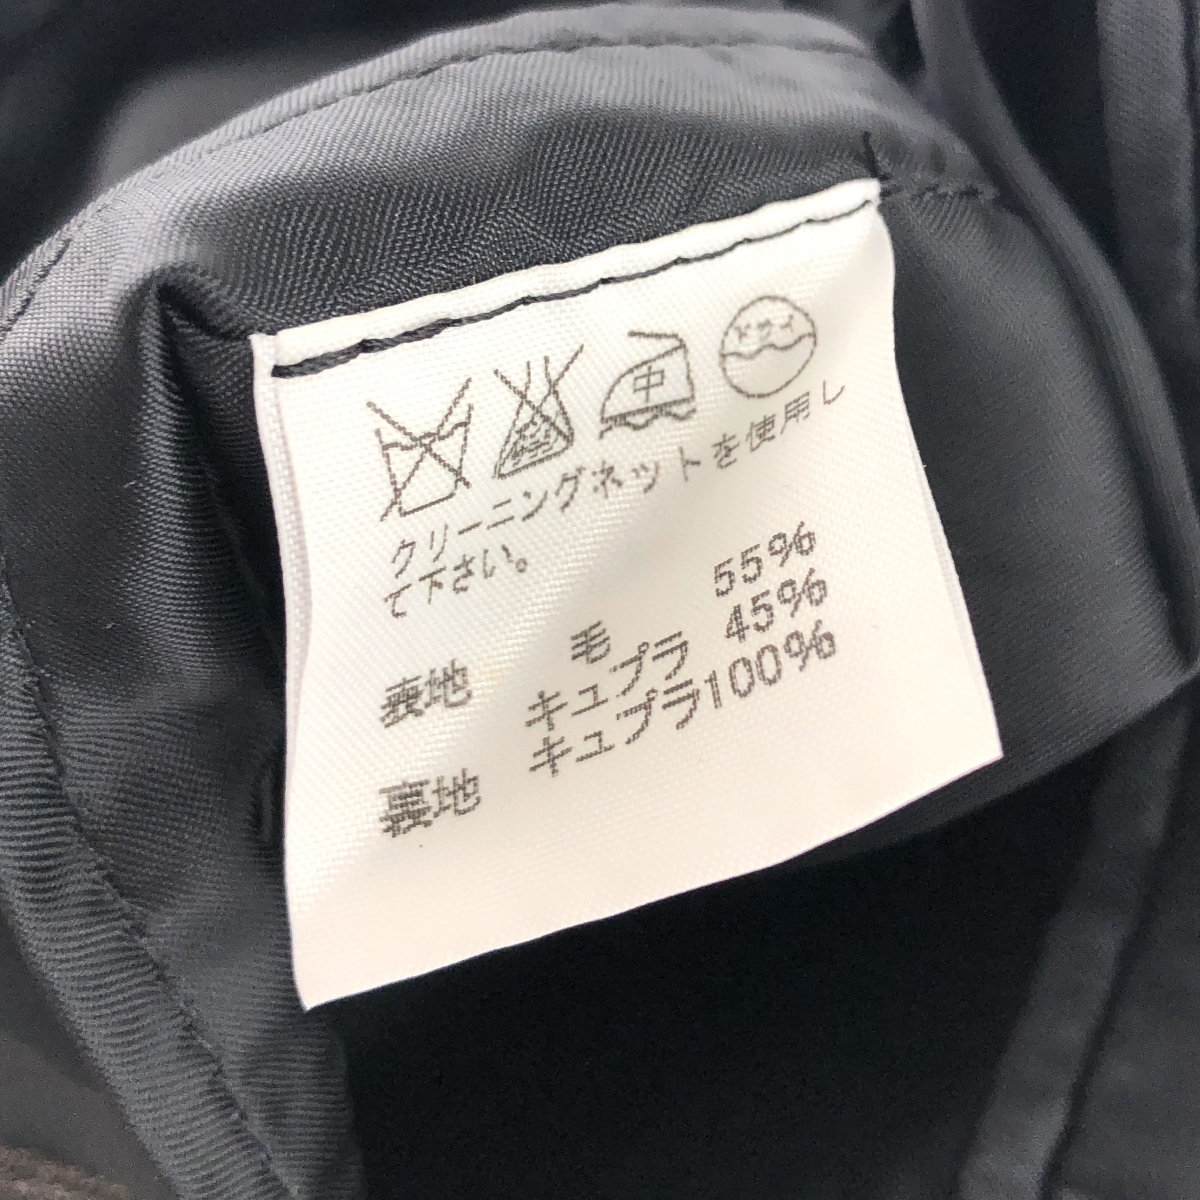 中 ドライ
クリーニングネットを使用し
て下さい。
表地 毛 55%
キュプラ 45%
裏地 キュプラ100%